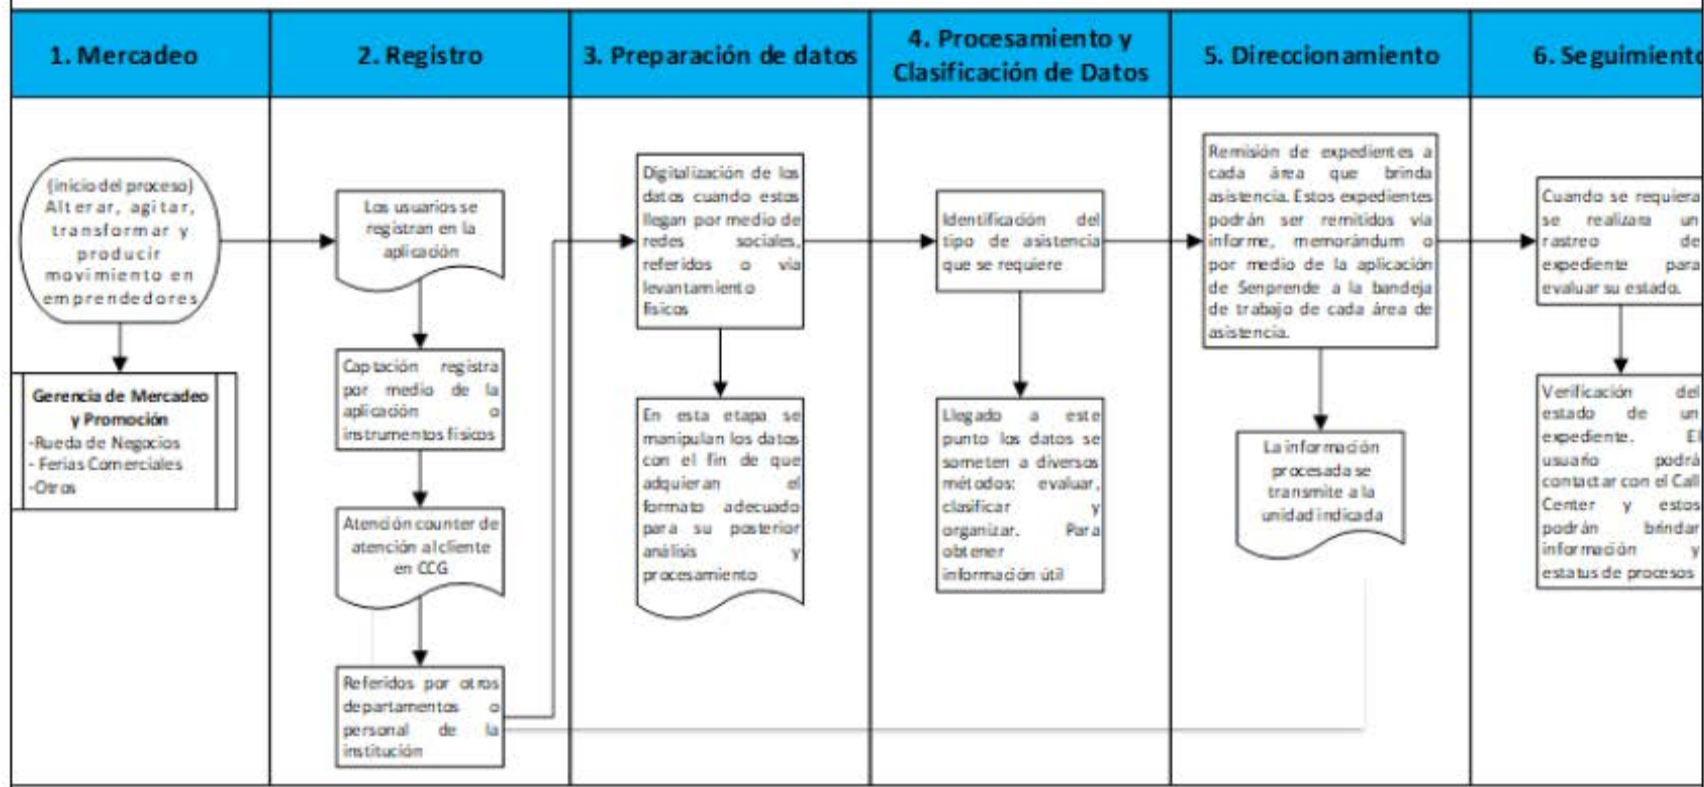 1. Mercadeo
2. Registro
3. Preparación de datos
4. Procesamiento y
Clasificación de Datos
5. Direccionamiento
6. Seguimiento
(inicio del proceso)
Alterar, agitar,
transformar y
producir
movimiento en
emprendedores
Gerencia de Mercadeo
y Promoción
-Rueda de Negocios
- Ferias Comerciales
-Otros
Los usuarios se
registran en la
aplicación
Captación registra
por medio de la
aplicación o
instrumentos físicos
Atención counter de
atención al cliente
en CCG
Referidos por otros
departamentos o
personal de la
institución
Digitalización de los
datos cuando estos
llegan por medio de
redes sociales,
referidos o vía
levantamiento
físicos
En esta etapa se
manipulan los datos
con el fin de que
adquieran el
formato adecuado
para su posterior
análisis y
procesamiento
Identificación del
tipo de asistencia
que se requiere
Llegado a este
punto los datos se
someten a diversos
métodos: evaluar,
clasificar y
organizar. Para
obtener
información útil
Remisión de expedientes a
cada área que brinda
asistencia. Estos expedientes
podrán ser remitidos vía
informe, memorándum o
por medio de la aplicación
de Senprende a la bandeja
de trabajo de cada área de
asistencia.
La información
procesada se
transmite a la
unidad indicada
Cuando se requiera
se realizara un
rastreo de
expediente para
evaluar su estado.
Verificación del
estado de un
expediente. El
usuario podrá
contactar con el Call
Center y estos
podrán brindar
información y
estatus de procesos